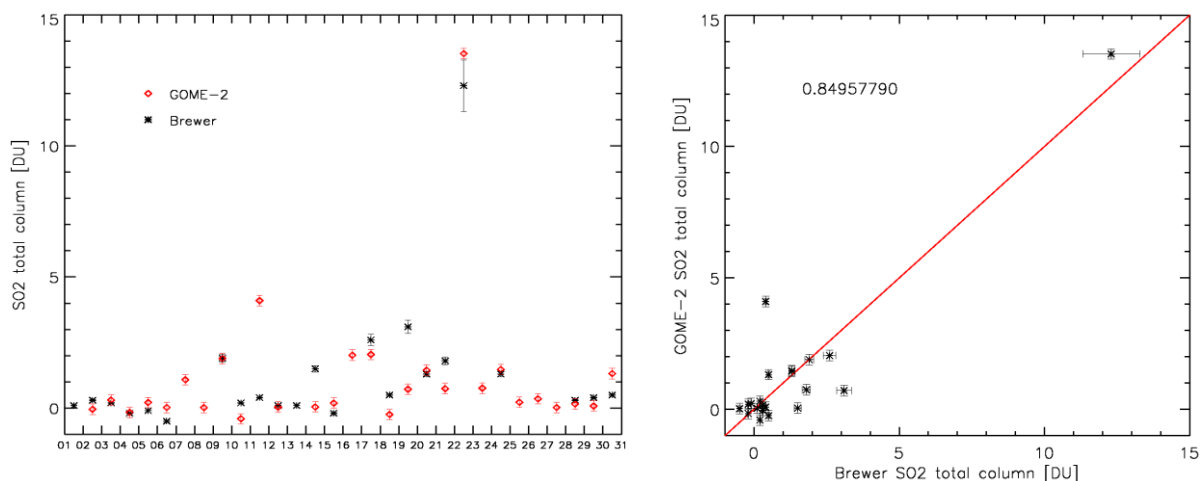 15
10
5
0
SO2 total column [DU]
GOME-2
Brewer
01 02 03 04 05 06 07 08 09 10 11 12 13 14 15 16 17 18 19 20 21 22 23 24 25 26 27 28 29 30 31
15
10
5
0
GOME-2 SO2 total column [DU]
0.84957790
0 5 10 15
Brewer SO2 total column [DU]